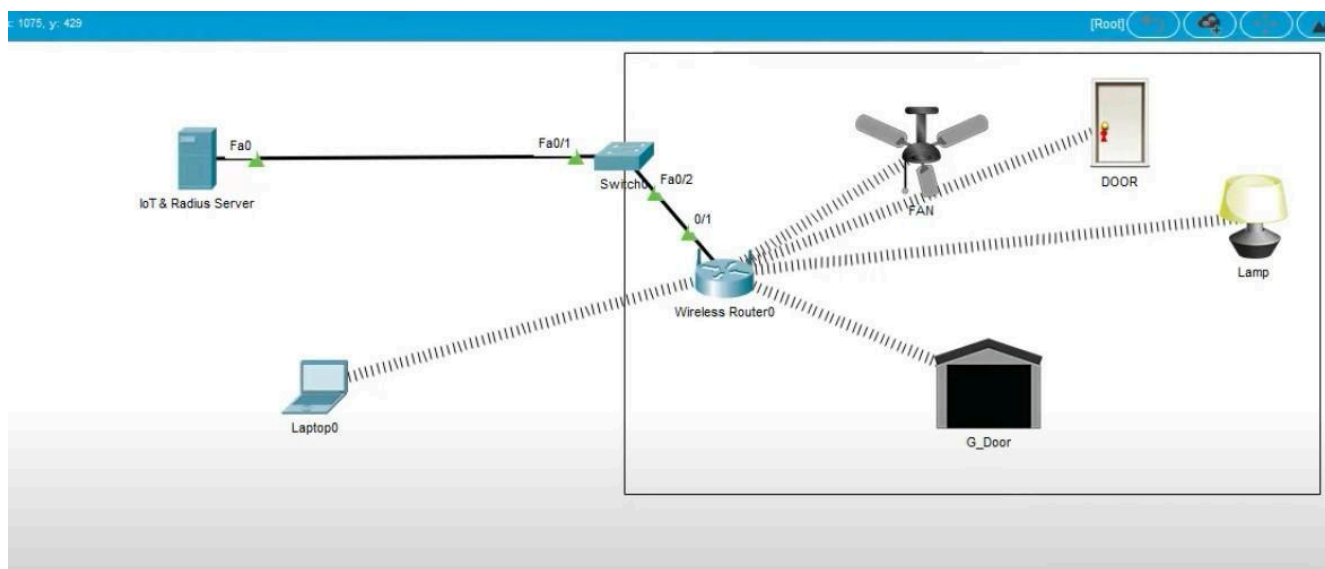 : 1075, y: 429
[Root]
Fa0
Fa0/1
IoT & Radius Server
Switch0
Fa0/2
0/1
Wireless Router0
FAN
DOOR
Lamp
Laptop0
G_Door